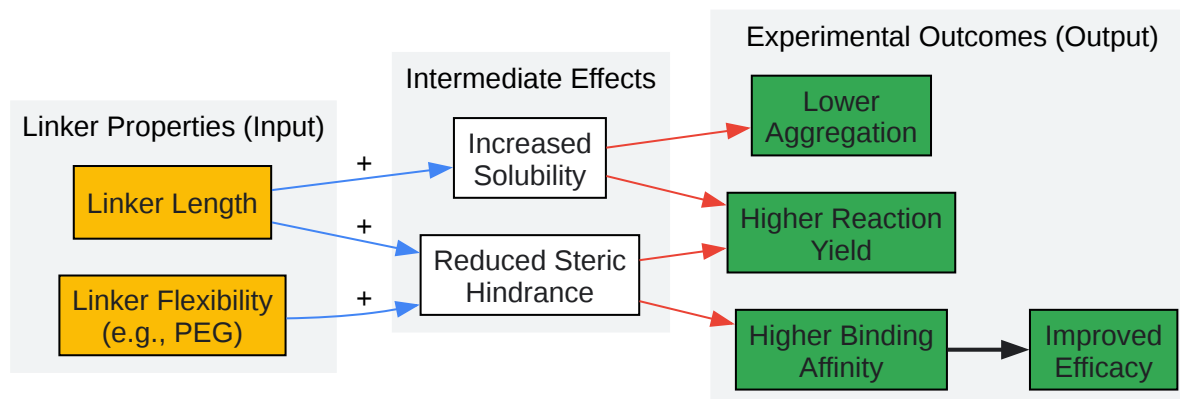 Linker Properties (Input)
Linker Length
Linker Flexibility
(e.g., PEG)
+
+
+
Intermediate Effects
Increased
Solubility
Reduced Steric
Hindrance
Experimental Outcomes (Output)
Lower
Aggregation
Higher Reaction
Yield
Higher Binding
Affinity
Improved
Efficacy